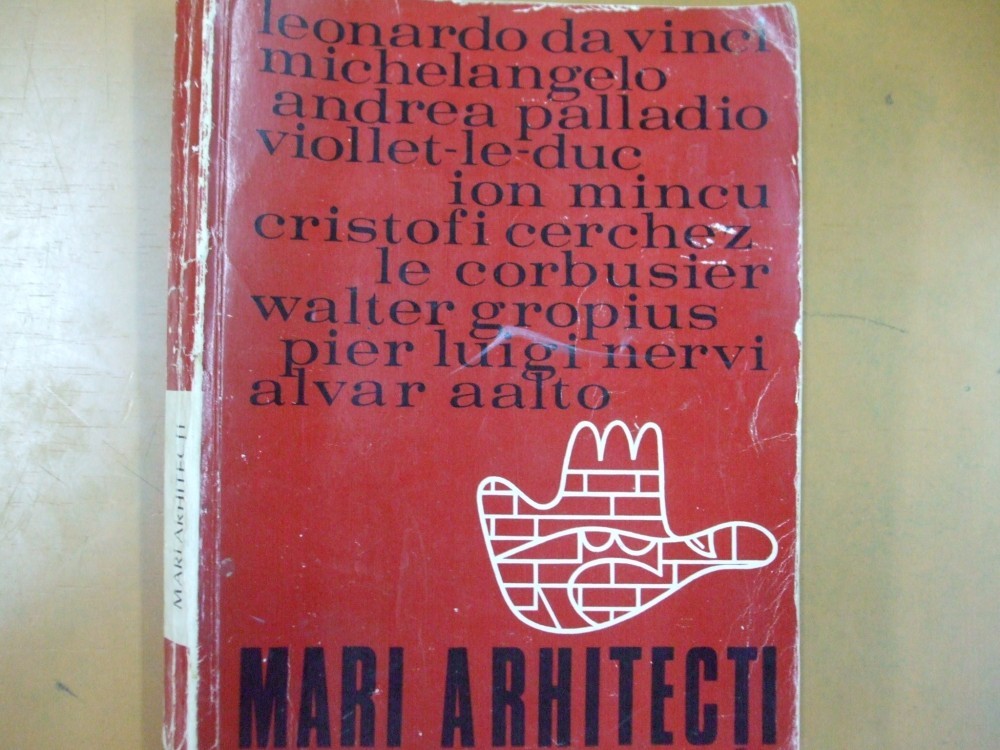 leonardo da vinci
michelangelo
andrea palladio
viollet-le-duc
ion mincu
cristofi cerchez
le corbusier
walter gropius
pier luigi nervi
alvar aalto
MARI ARHITECTI
MARI ARHITECTI